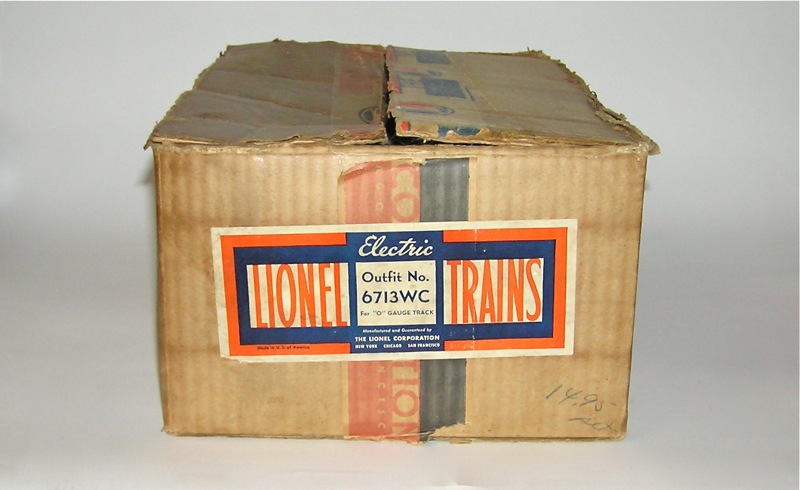 Electric
LIONEL TRAINS
Outfit No.
6713WC
For "O" GAUGE TRACK
Manufactured and Guaranteed by
THE LIONEL CORPORATION
NEW YORK CHICAGO SAN FRANCISCO
Made in U. S. of America
14.95